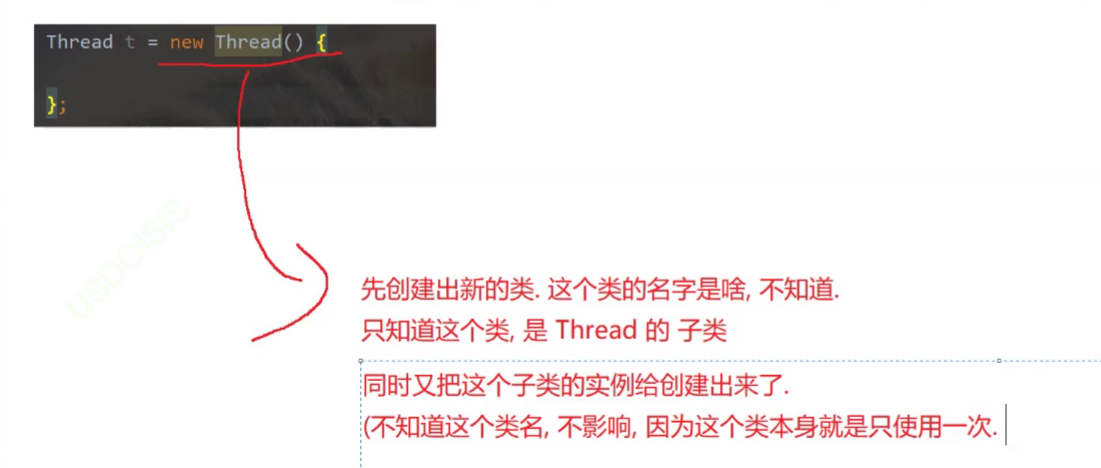 Thread t = new Thread() {
};
先创建出新的类. 这个类的名字是啥, 不知道.
只知道这个类, 是 Thread 的 子类
同时又把这个子类的实例给创建出来了.
(不知道这个类名, 不影响, 因为这个类本身就是只使用一次.